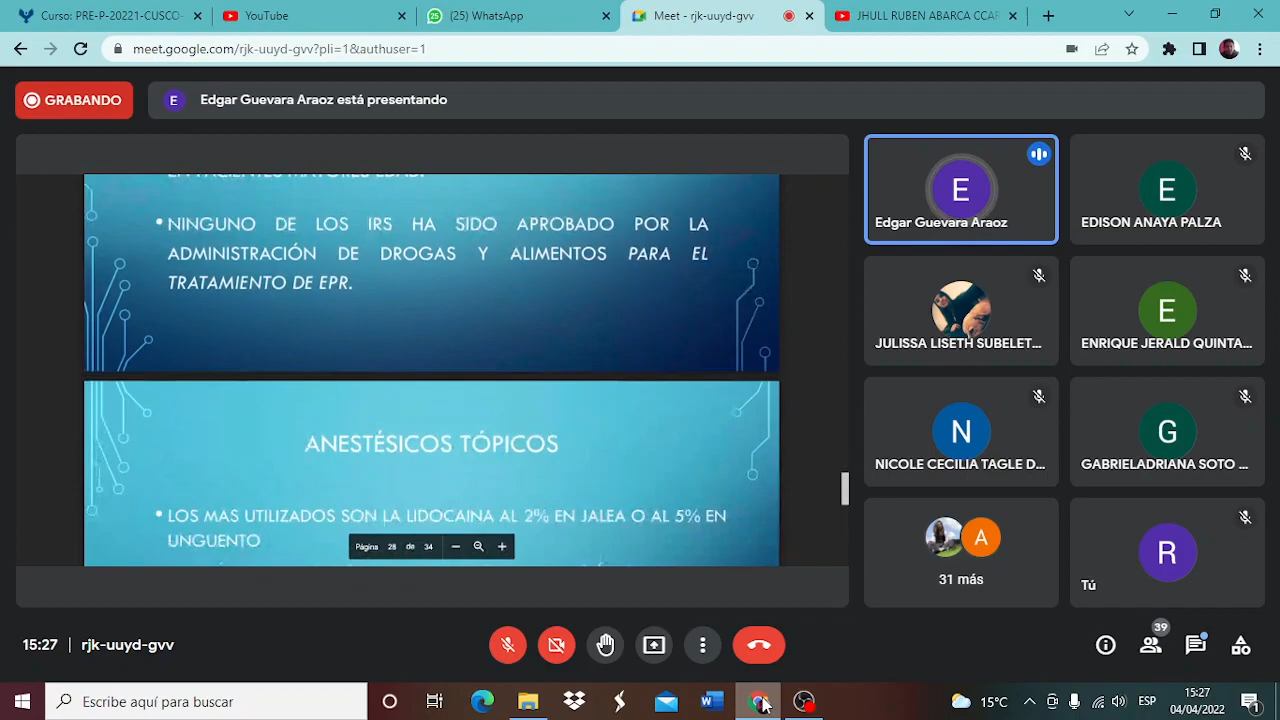 Curso: PRE-P-20221-CUSCO-
YouTube
(25) WhatsApp
Meet - rjk-uuyd-gvv
JHULL RUBEN ABARCA CCAR
meet.google.com/rjk-uuyd-gvv?pli=1&authuser=1
GRABANDO
E
Edgar Guevara Araoz está presentando
EN PACIENTES MAYORES EDAD.
• NINGUNO DE LOS IRS HA SIDO APROBADO POR LA
ADMINISTRACIÓN DE DROGAS Y ALIMENTOS PARA EL
TRATAMIENTO DE EPR.
ANESTÉSICOS TÓPICOS
• LOS MAS UTILIZADOS SON LA LIDOCAINA AL 2% EN JALEA O AL 5% EN
UNGUENTO
Página 28 de 34
E
Edgar Guevara Araoz
E
EDISON ANAYA PALZA
JULISSA LISETH SUBELET...
E
ENRIQUE JERALD QUINTA...
N
NICOLE CECILIA TAGLE D...
G
GABRIELADRIANA SOTO ...
A
31 más
R
Tú
15:27 | rjk-uuyd-gvv
39
Escribe aquí para buscar
15°C
ESP
15:27
04/04/2022
1